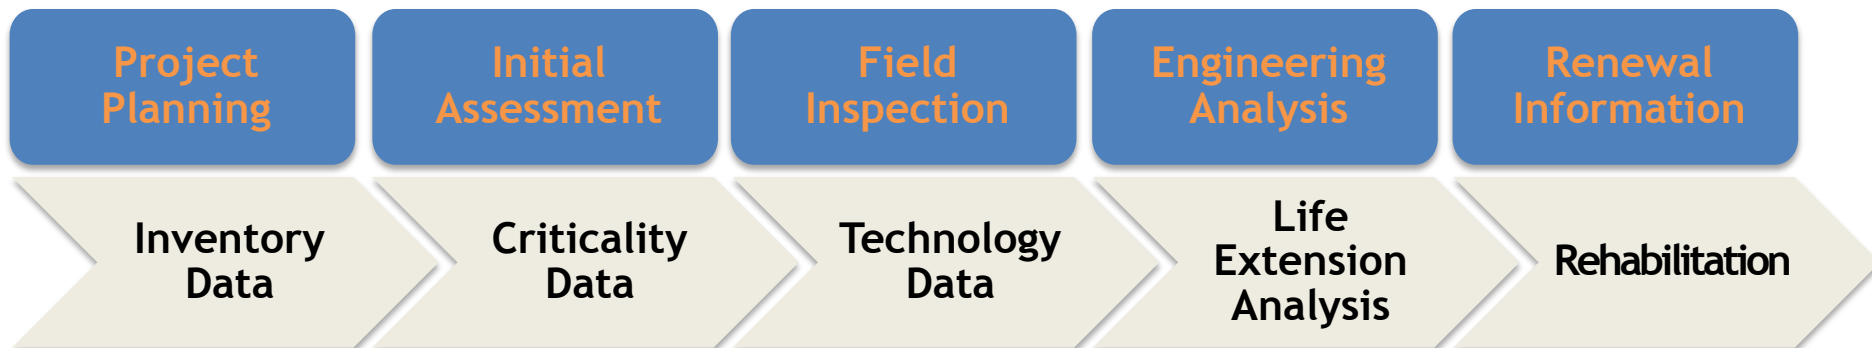 Project
Planning
Initial
Assessment
Field
Inspection
Engineering
Analysis
Renewal
Information
Inventory
Data
Criticality
Data
Technology
Data
Life
Extension
Analysis
Rehabilitation